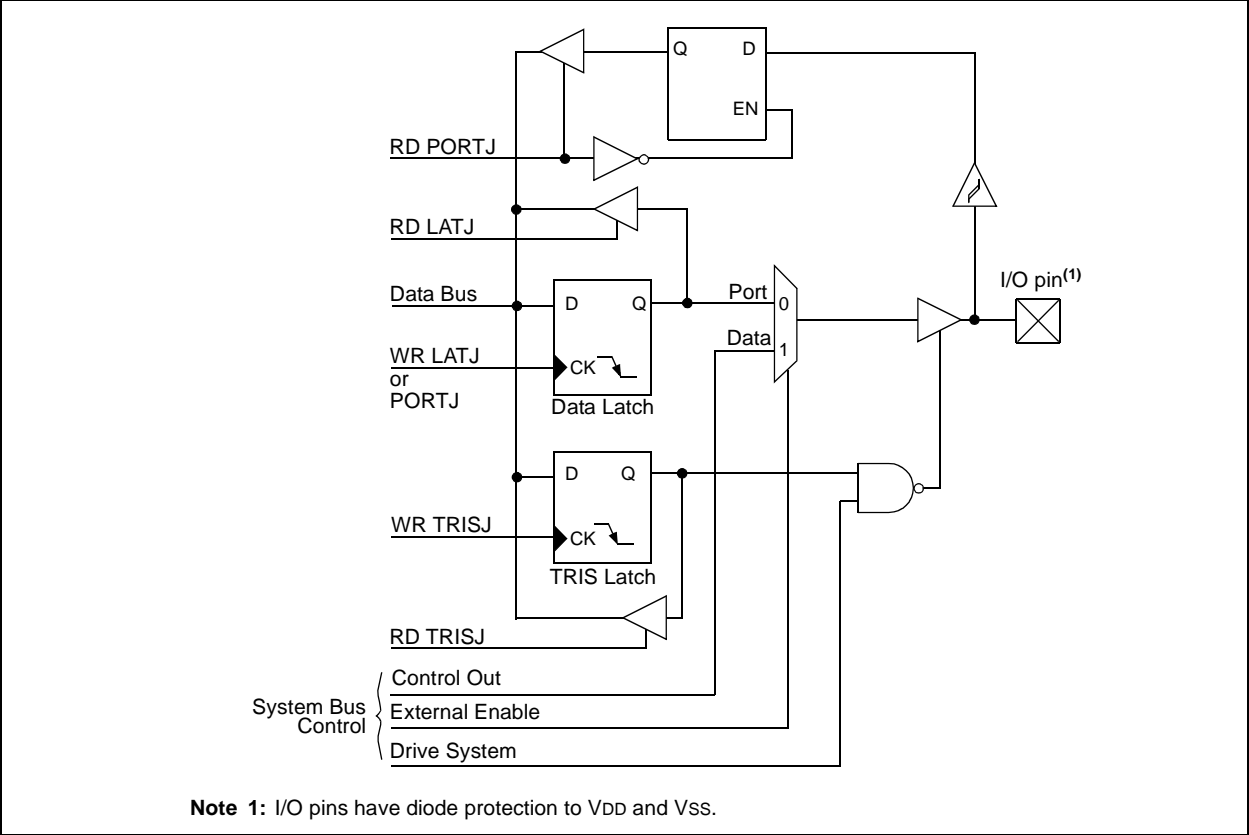 Q D
EN
RD PORTJ
RD LATJ
I/O pin(1)
Data Bus
D Q
Port 0
Data 1
WR LATJ
or
PORTJ
CK
Data Latch
D Q
WR TRISJ
CK
TRIS Latch
RD TRISJ
Control Out
System Bus
Control
External Enable
Drive System
Note 1: I/O pins have diode protection to VDD and VSS.